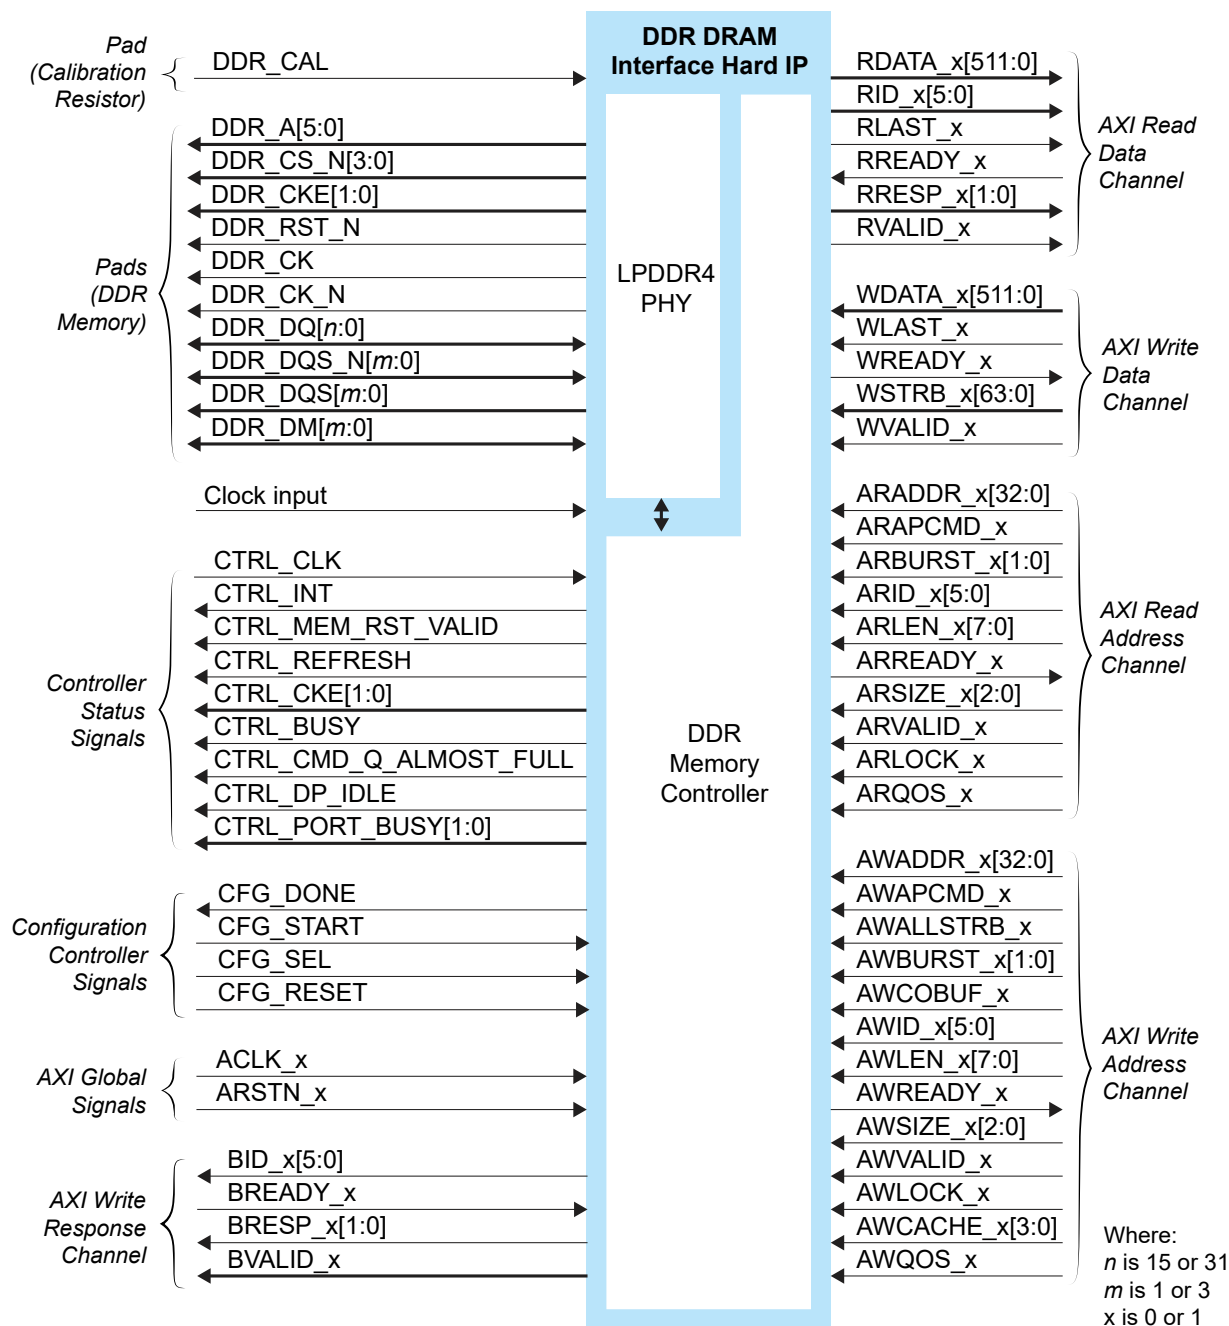 DDR DRAM
Interface Hard IP
Pad
(Calibration
Resistor)
DDR_CAL
Pads
(DDR
Memory)
DDR_A[5:0]
DDR_CS_N[3:0]
DDR_CKE[1:0]
DDR_RST_N
DDR_CK
DDR_CK_N
DDR_DQ[n:0]
DDR_DQS_N[m:0]
DDR_DQS[m:0]
DDR_DM[m:0]
Clock input
Controller
Status
Signals
CTRL_CLK
CTRL_INT
CTRL_MEM_RST_VALID
CTRL_REFRESH
CTRL_CKE[1:0]
CTRL_BUSY
CTRL_CMD_Q_ALMOST_FULL
CTRL_DP_IDLE
CTRL_PORT_BUSY[1:0]
Configuration
Controller
Signals
CFG_DONE
CFG_START
CFG_SEL
CFG_RESET
AXI Global
Signals
ACLK_x
ARSTN_x
AXI Write
Response
Channel
BID_x[5:0]
BREADY_x
BRESP_x[1:0]
BVALID_x
LPDDR4
PHY
DDR
Memory
Controller
RDATA_x[511:0]
RID_x[5:0]
RLAST_x
RREADY_x
RRESP_x[1:0]
RVALID_x
AXI Read
Data
Channel
WDATA_x[511:0]
WLAST_x
WREADY_x
WSTRB_x[63:0]
WVALID_x
AXI Write
Data
Channel
ARADDR_x[32:0]
ARAPCMD_x
ARBURST_x[1:0]
ARID_x[5:0]
ARLEN_x[7:0]
ARREADY_x
ARSIZE_x[2:0]
ARVALID_x
ARLOCK_x
ARQOS_x
AXI Read
Address
Channel
AWADDR_x[32:0]
AWAPCMD_x
AWALLSTRB_x
AWBURST_x[1:0]
AWCOBUF_x
AWID_x[5:0]
AWLEN_x[7:0]
AWREADY_x
AWSIZE_x[2:0]
AWVALID_x
AWLOCK_x
AWCACHE_x[3:0]
AWQOS_x
AXI Write
Address
Channel
Where:
n is 15 or 31
m is 1 or 3
x is 0 or 1